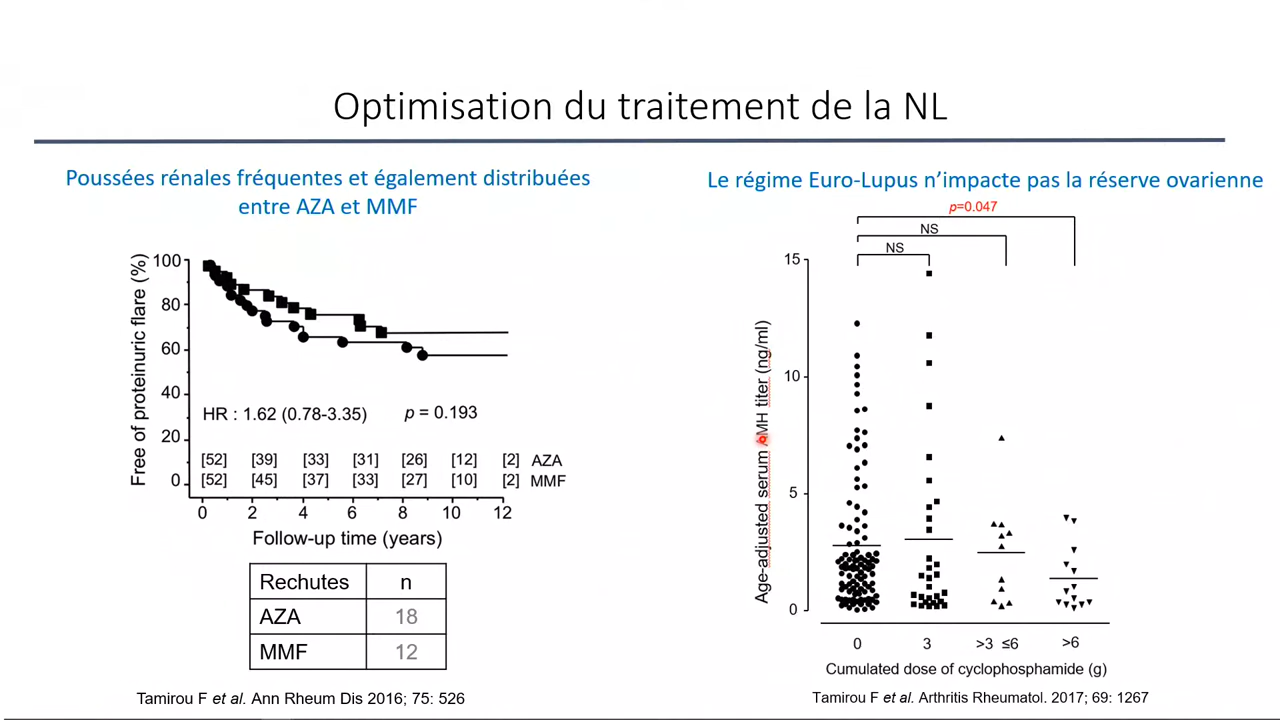 Optimisation du traitement de la NL
Poussées rénales fréquentes et également distribuées
entre AZA et MMF
Free of proteinuric flare (%)
100
80
60
40
20
0
HR : 1.62 (0.78-3.35) p = 0.193
[52] [39] [33] [31] [26] [12] [2] AZA
[52] [45] [37] [33] [27] [10] [2] MMF
0 2 4 6 8 10 12
Follow-up time (years)
Rechutes n
AZA 18
MMF 12
Tamirou F et al. Ann Rheum Dis 2016; 75: 526
Le régime Euro-Lupus n’impacte pas la réserve ovarienne
p=0.047
NS
NS
Age-adjusted serum AMH titer (ng/ml)
15
10
5
0
0 3 >3 ≤6 >6
Cumulated dose of cyclophosphamide (g)
Tamirou F et al. Arthritis Rheumatol. 2017; 69: 1267